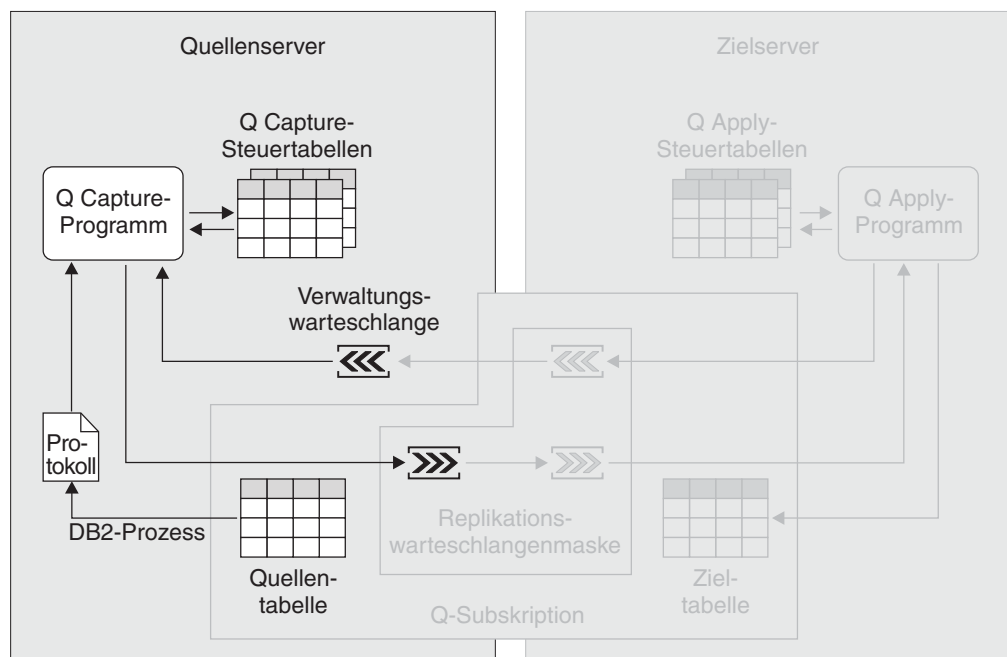 Quellenserver
Zielserver
Q Capture-
Steuertabellen
Q Apply-
Steuertabellen
Q Capture-
Programm
Q Apply-
Programm
Verwaltungs-
warteschlange
Pro-
tokoll
DB2-Prozess
Replikations-
warteschlangenmaske
Quellen-
tabelle
Ziel-
tabelle
Q-Subskription